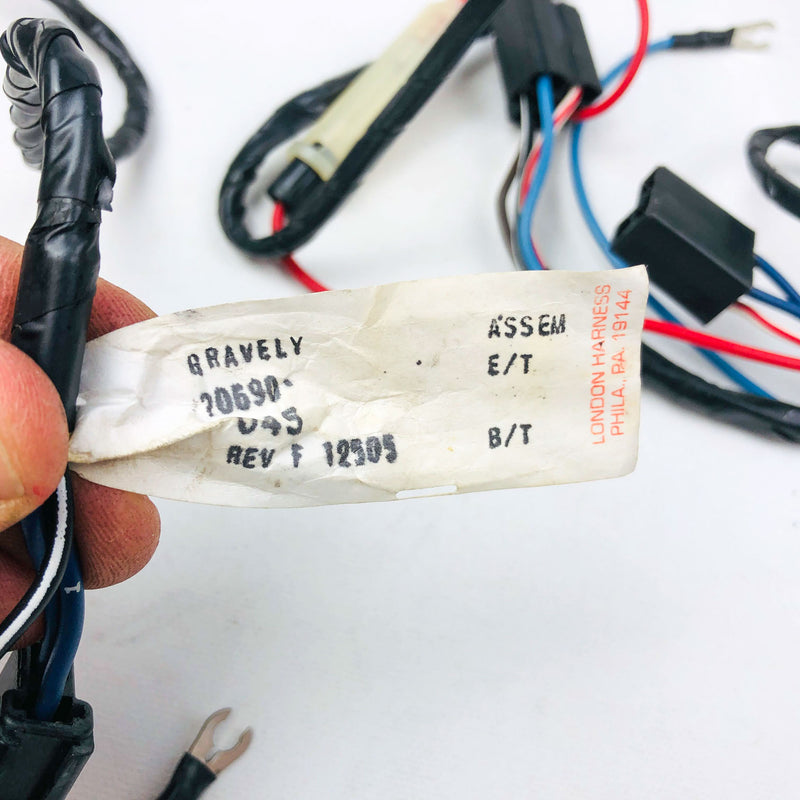 GRAVELY
20690-
045
REV F 12505
ASSEM
E/T
B/T
LONDON HARNESS
PHILA., PA. 19144